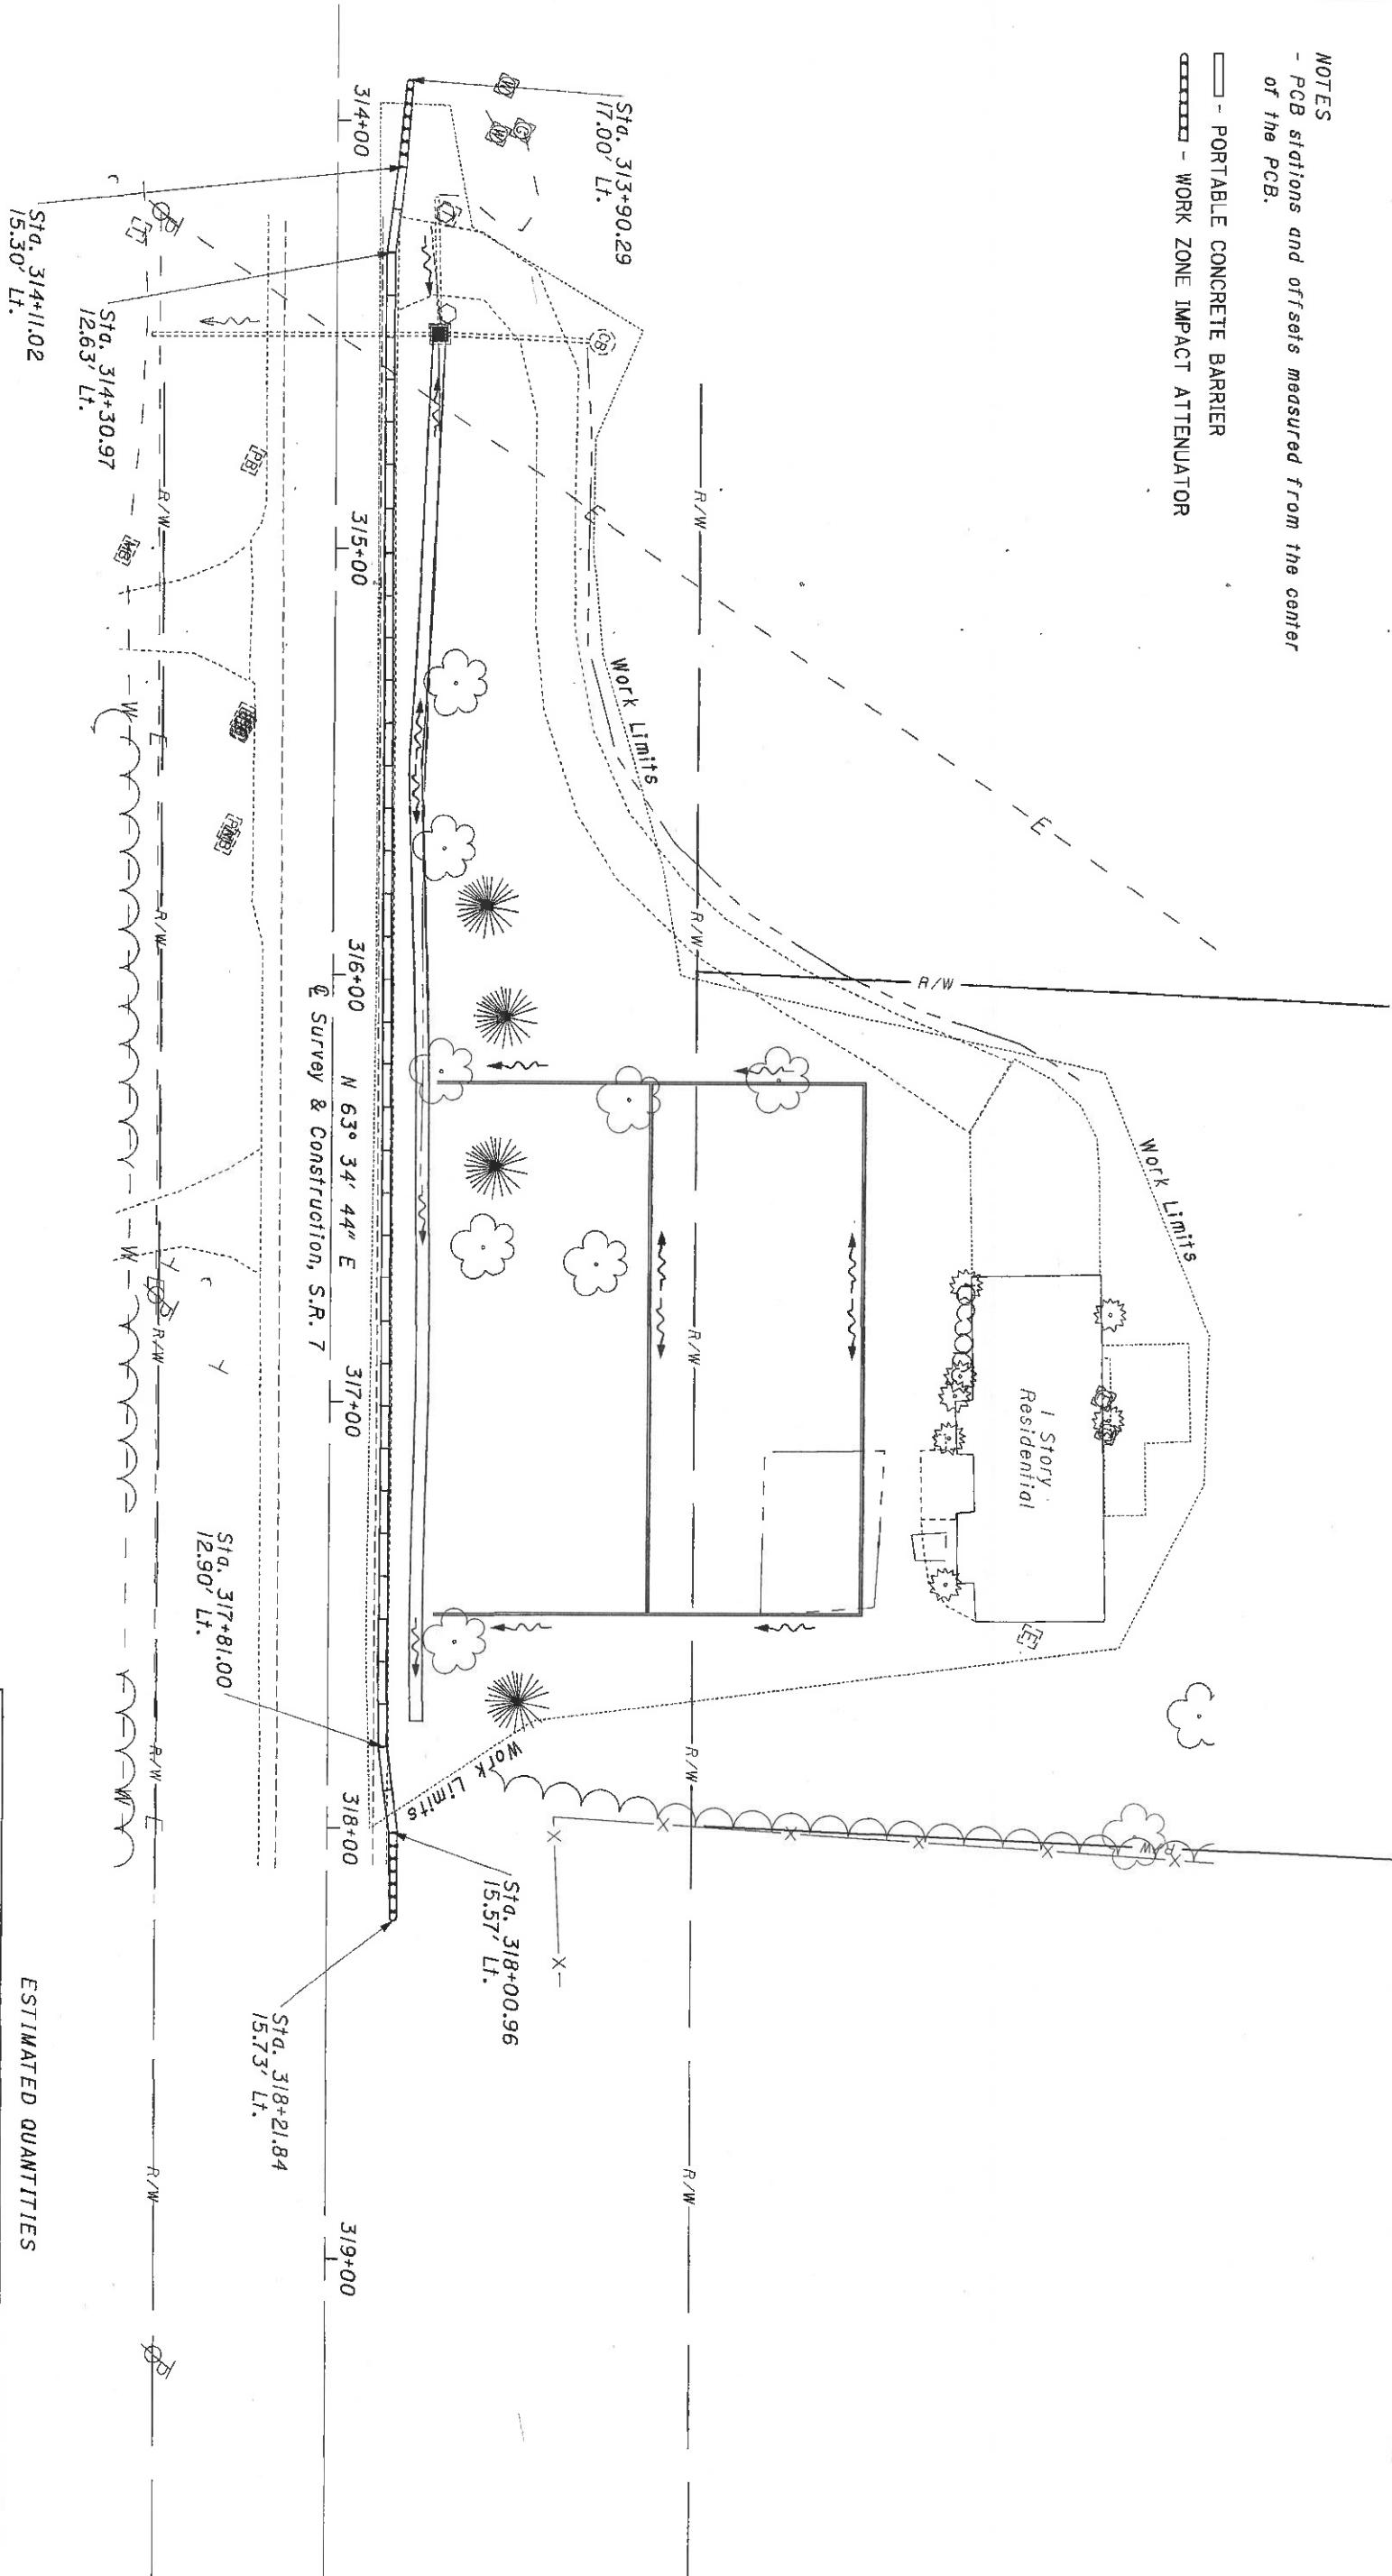 NOTES
- PCB stations and offsets measured from the center
of the PCB.
- PORTABLE CONCRETE BARRIER
- WORK ZONE IMPACT ATTENUATOR
Sta. 313+90.29
17.00' Lt.
W
G
W
T
CB
R/W
E
Work Limits
E
R/W
R/W
Work Limits
1 Story
Residential
E
R/W
R/W
R/W
R/W
Work Limits
X
X
X
X
X
X
X
314+00
315+00
316+00
317+00
318+00
319+00
N 63° 34' 44" E
℄ Survey & Construction, S.R. 7
Sta. 314+11.02
15.30' Lt.
Sta. 314+30.97
12.63' Lt.
Sta. 317+81.00
12.90' Lt.
Sta. 318+00.96
15.57' Lt.
Sta. 318+21.84
15.73' Lt.
T
PB
MB
R/W
W
E
R/W
W
R/W
R/W
W
E
R/W
ESTIMATED QUANTITIES